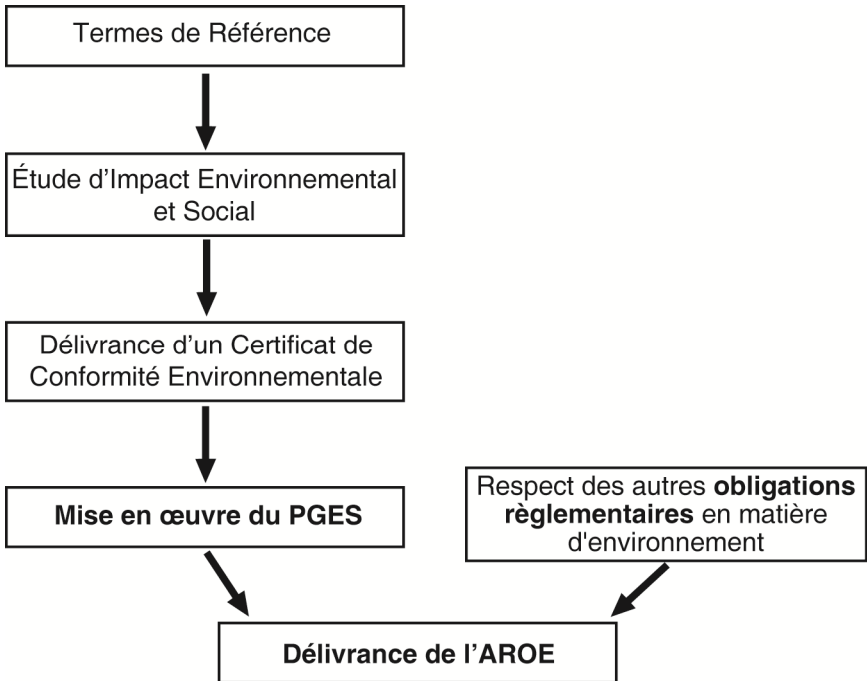 Termes de Référence
Étude d’Impact Environnemental
et Social
Délivrance d’un Certificat de
Conformité Environnementale
Mise en œuvre du PGES
Respect des autres obligations
règlementaires en matière
d'environnement
Délivrance de l’AROE